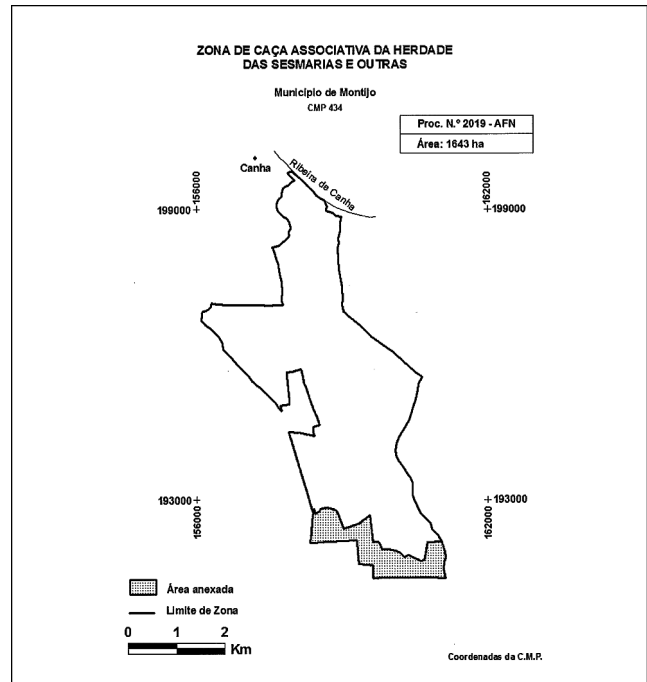 ZONA DE CAÇA ASSOCIATIVA DA HERDADE
DAS SESMARIAS E OUTRAS
Município de Montijo
CMP 434
Proc. N.º 2019 - AFN
Área: 1643 ha
Canha
Ribeira de Canha
156000
199000
162000
199000
193000
156000
193000
162000
Área anexada
Limite de Zona
0 1 2
Km
Coordenadas da C.M.P.